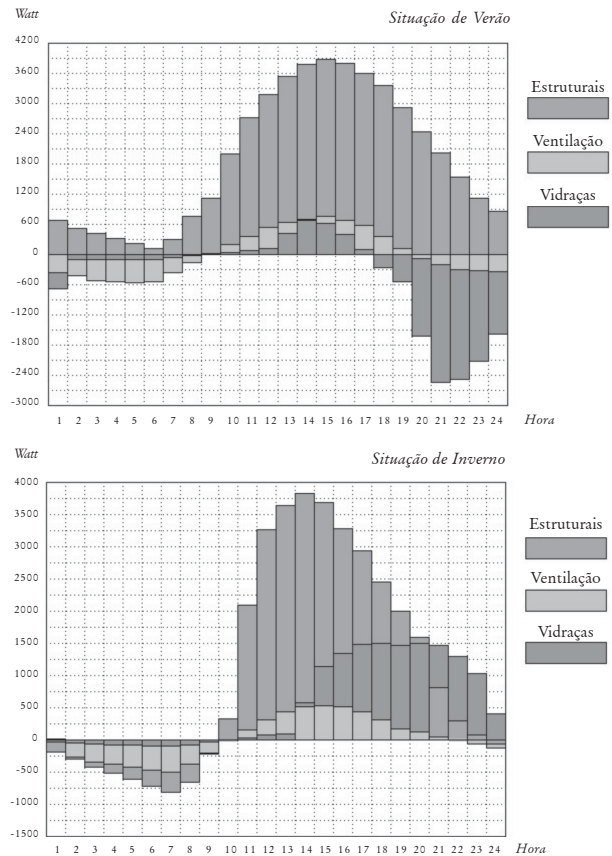 Watt
Situação de Verão
4200
3600
3000
2400
1800
1200
600
0
-600
-1200
-1800
-2400
-3000
1 2 3 4 5 6 7 8 9 10 11 12 13 14 15 16 17 18 19 20 21 22 23 24 Hora
Estruturais
Ventilação
Vidraças
Watt
Situação de Inverno
4000
3500
3000
2500
2000
1500
1000
500
0
-500
-1000
-1500
1 2 3 4 5 6 7 8 9 10 11 12 13 14 15 16 17 18 19 20 21 22 23 24 Hora
Estruturais
Ventilação
Vidraças